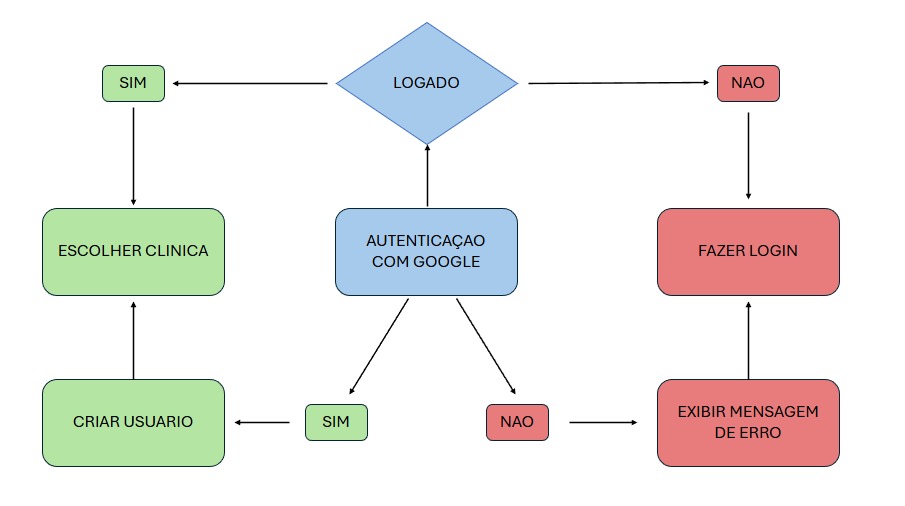 SIM
LOGADO
NAO
ESCOLHER CLINICA
AUTENTICAÇAO
COM GOOGLE
FAZER LOGIN
CRIAR USUARIO
SIM
NAO
EXIBIR MENSAGEM
DE ERRO